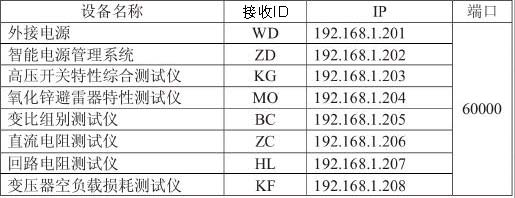 设备名称 接收ID IP 端口
外接电源 WD 192.168.1.201
智能电源管理系统 ZD 192.168.1.202
高压开关特性综合测试仪 KG 192.168.1.203
氧化锌避雷器特性测试仪 MO 192.168.1.204
60000
变比组别测试仪 BC 192.168.1.205
直流电阻测试仪 ZC 192.168.1.206
回路电阻测试仪 HL 192.168.1.207
变压器空负载损耗测试仪 KF 192.168.1.208